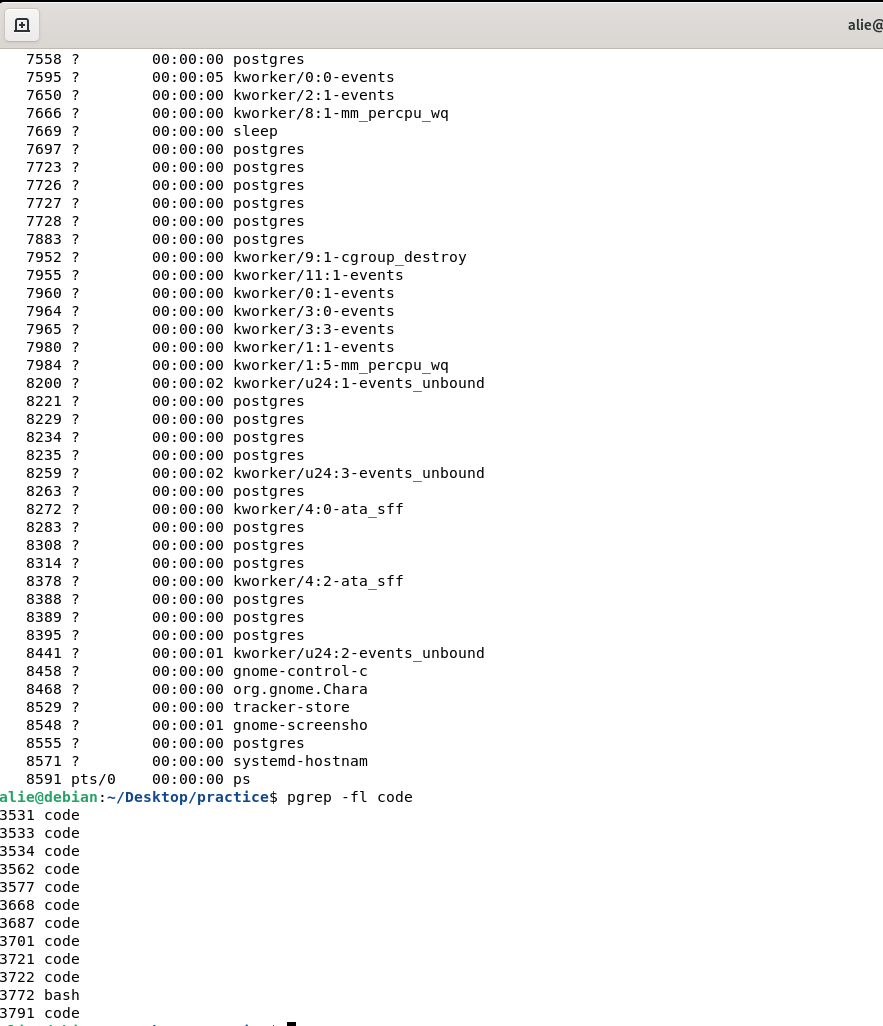 alie@
7558 ?        00:00:00 postgres
7595 ?        00:00:05 kworker/0:0-events
7650 ?        00:00:00 kworker/2:1-events
7666 ?        00:00:00 kworker/8:1-mm_percpu_wq
7669 ?        00:00:00 sleep
7697 ?        00:00:00 postgres
7723 ?        00:00:00 postgres
7726 ?        00:00:00 postgres
7727 ?        00:00:00 postgres
7728 ?        00:00:00 postgres
7883 ?        00:00:00 postgres
7952 ?        00:00:00 kworker/9:1-cgroup_destroy
7955 ?        00:00:00 kworker/11:1-events
7960 ?        00:00:00 kworker/0:1-events
7964 ?        00:00:00 kworker/3:0-events
7965 ?        00:00:00 kworker/3:3-events
7980 ?        00:00:00 kworker/1:1-events
7984 ?        00:00:00 kworker/1:5-mm_percpu_wq
8200 ?        00:00:02 kworker/u24:1-events_unbound
8221 ?        00:00:00 postgres
8229 ?        00:00:00 postgres
8234 ?        00:00:00 postgres
8235 ?        00:00:00 postgres
8259 ?        00:00:02 kworker/u24:3-events_unbound
8263 ?        00:00:00 postgres
8272 ?        00:00:00 kworker/4:0-ata_sff
8283 ?        00:00:00 postgres
8308 ?        00:00:00 postgres
8314 ?        00:00:00 postgres
8378 ?        00:00:00 kworker/4:2-ata_sff
8388 ?        00:00:00 postgres
8389 ?        00:00:00 postgres
8395 ?        00:00:00 postgres
8441 ?        00:00:01 kworker/u24:2-events_unbound
8458 ?        00:00:00 gnome-control-c
8468 ?        00:00:00 org.gnome.Chara
8529 ?        00:00:00 tracker-store
8548 ?        00:00:01 gnome-screensho
8555 ?        00:00:00 postgres
8571 ?        00:00:00 systemd-hostnam
8591 pts/0    00:00:00 ps
alie@debian:~/Desktop/practice$ pgrep -fl code
3531 code
3533 code
3534 code
3562 code
3577 code
3668 code
3687 code
3701 code
3721 code
3722 code
3772 bash
3791 code